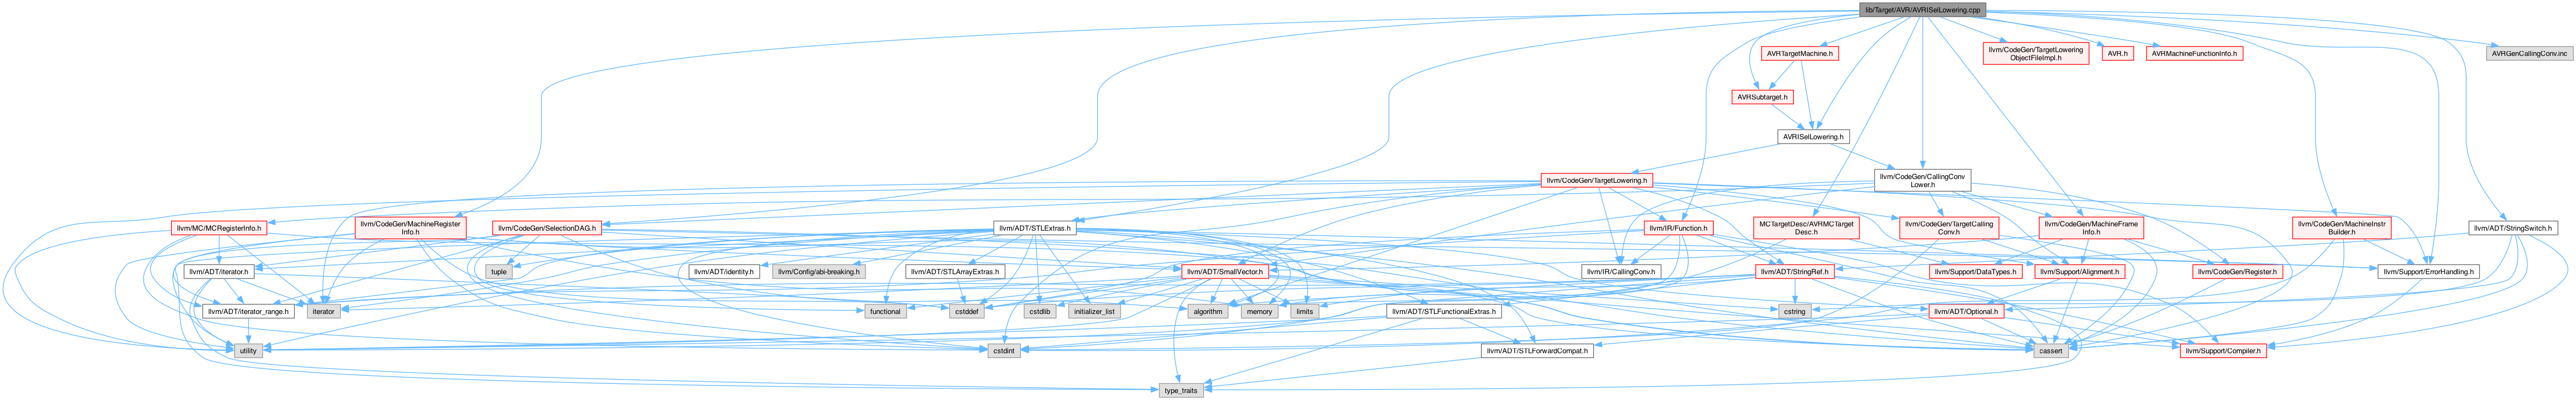 lib/Target/AVR/AVRISelLowering.cpp
AVRTargetMachine.h
llvm/CodeGen/TargetLowering
ObjectFileImpl.h
AVR.h
AVRMachineFunctionInfo.h
AVRGenCallingConv.inc
AVRSubtarget.h
AVRISelLowering.h
llvm/CodeGen/TargetLowering.h
llvm/CodeGen/CallingConv
Lower.h
llvm/MC/MCRegisterInfo.h
llvm/CodeGen/MachineRegister
Info.h
llvm/CodeGen/SelectionDAG.h
llvm/ADT/STLExtras.h
llvm/IR/Function.h
MCTargetDesc/AVRMCTarget
Desc.h
llvm/CodeGen/TargetCalling
Conv.h
llvm/CodeGen/MachineFrame
Info.h
llvm/CodeGen/MachineInstr
Builder.h
llvm/ADT/StringSwitch.h
llvm/ADT/iterator.h
tuple
llvm/ADT/identity.h
llvm/Config/abi-breaking.h
llvm/ADT/STLArrayExtras.h
llvm/ADT/SmallVector.h
llvm/IR/CallingConv.h
llvm/ADT/StringRef.h
llvm/Support/DataTypes.h
llvm/Support/Alignment.h
llvm/CodeGen/Register.h
llvm/Support/ErrorHandling.h
llvm/ADT/iterator_range.h
iterator
functional
cstddef
cstdlib
initializer_list
algorithm
memory
limits
llvm/ADT/STLFunctionalExtras.h
cstring
llvm/ADT/Optional.h
utility
cstdint
llvm/ADT/STLForwardCompat.h
cassert
llvm/Support/Compiler.h
type_traits